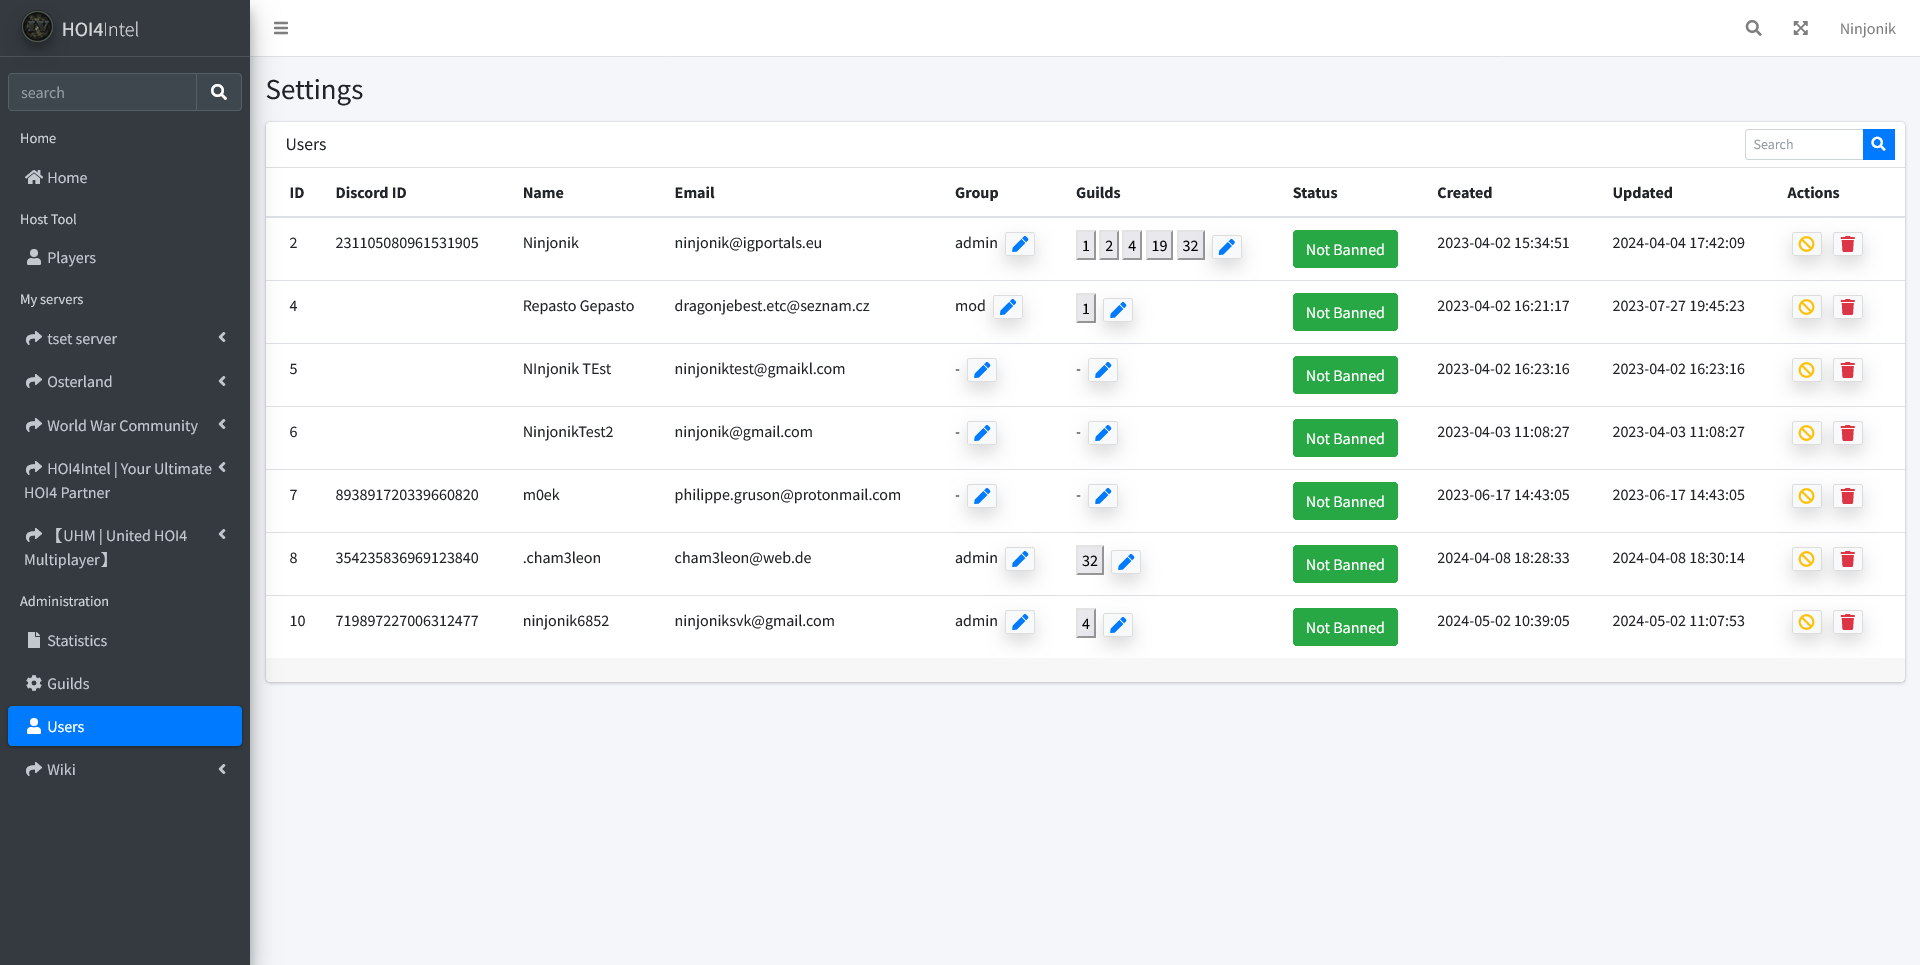 HOI4Intel
Ninjonik
search
Home
Home
Host Tool
Players
My servers
tset server
Osterland
World War Community
HOI4Intel | Your Ultimate
HOI4 Partner
【UHM | United HOI4
Multiplayer】
Administration
Statistics
Guilds
Users
Wiki
Settings
Users
Search
ID Discord ID Name Email Group Guilds Status Created Updated Actions
2 231105080961531905 Ninjonik ninjonik@igportals.eu admin 1 2 4 19 32 Not Banned 2023-04-02 15:34:51 2024-04-04 17:42:09
4 Repasto Gepasto dragonjebest.etc@seznam.cz mod 1 Not Banned 2023-04-02 16:21:17 2023-07-27 19:45:23
5 NInjonik TEst ninjoniktest@gmaikl.com - - Not Banned 2023-04-02 16:23:16 2023-04-02 16:23:16
6 NinjonikTest2 ninjonik@gmail.com - - Not Banned 2023-04-03 11:08:27 2023-04-03 11:08:27
7 893891720339660820 m0ek philippe.gruson@protonmail.com - - Not Banned 2023-06-17 14:43:05 2023-06-17 14:43:05
8 354235836969123840 .cham3leon cham3leon@web.de admin 32 Not Banned 2024-04-08 18:28:33 2024-04-08 18:30:14
10 719897227006312477 ninjonik6852 ninjoniksvk@gmail.com admin 4 Not Banned 2024-05-02 10:39:05 2024-05-02 11:07:53